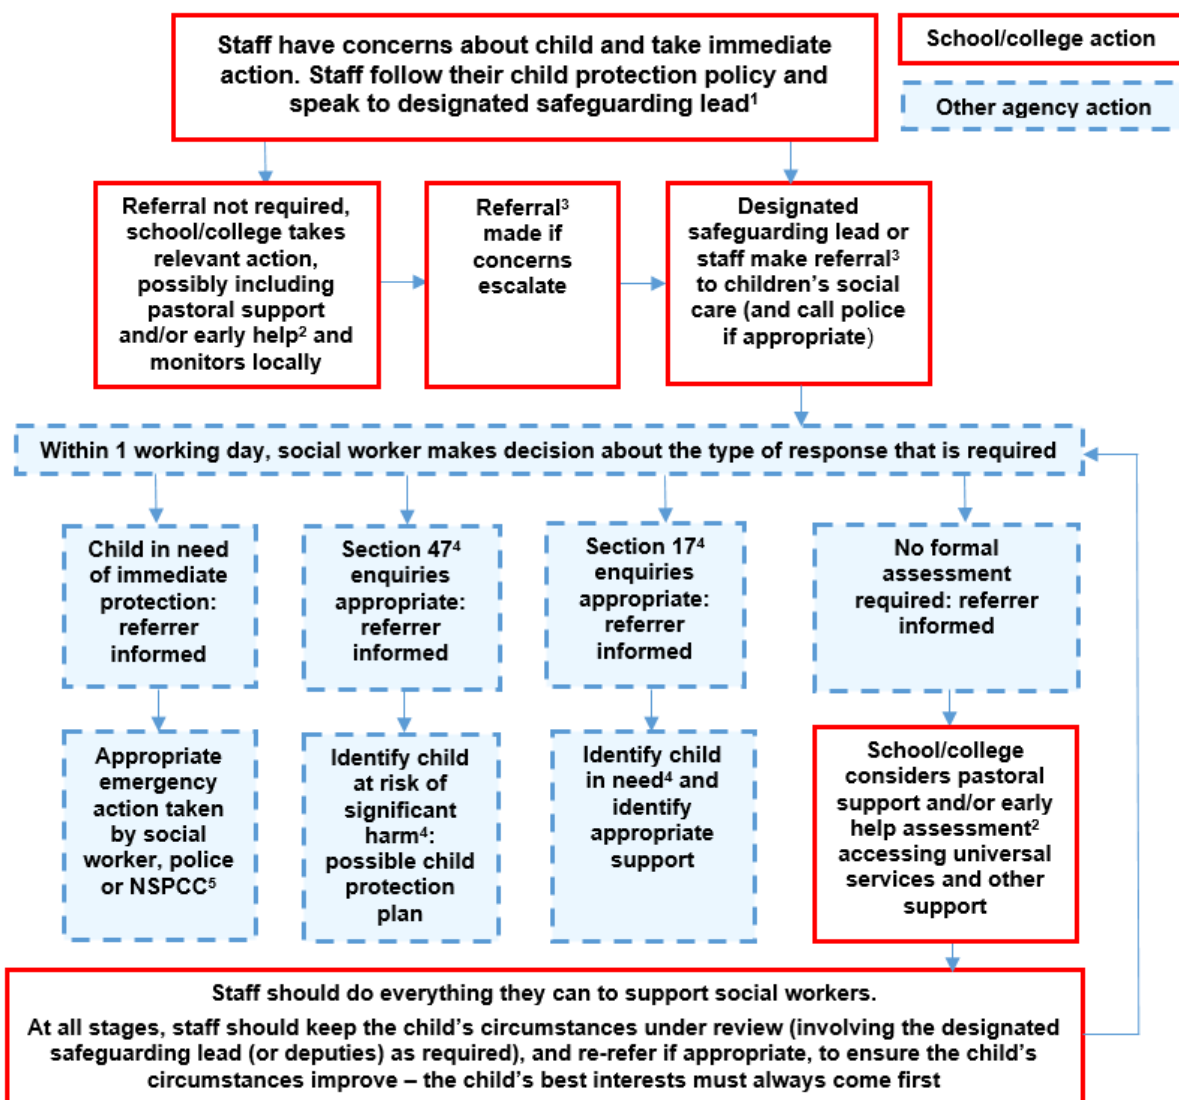 Staff have concerns about child and take immediate
action. Staff follow their child protection policy and
speak to designated safeguarding lead¹
School/college action
Other agency action
Referral not required,
school/college takes
relevant action,
possibly including
pastoral support
and/or early help² and
monitors locally
Referral³
made if
concerns
escalate
Designated
safeguarding lead or
staff make referral³
to children’s social
care (and call police
if appropriate)
Within 1 working day, social worker makes decision about the type of response that is required
Child in need
of immediate
protection:
referrer
informed
Section 47⁴
enquiries
appropriate:
referrer
informed
Section 17⁴
enquiries
appropriate:
referrer
informed
No formal
assessment
required: referrer
informed
Appropriate
emergency
action taken
by social
worker, police
or NSPCC⁵
Identify child
at risk of
significant
harm⁴:
possible child
protection
plan
Identify child
in need⁴ and
identify
appropriate
support
School/college
considers pastoral
support and/or early
help assessment²
accessing universal
services and other
support
Staff should do everything they can to support social workers.
At all stages, staff should keep the child’s circumstances under review (involving the designated
safeguarding lead (or deputies) as required), and re-refer if appropriate, to ensure the child’s
circumstances improve – the child’s best interests must always come first